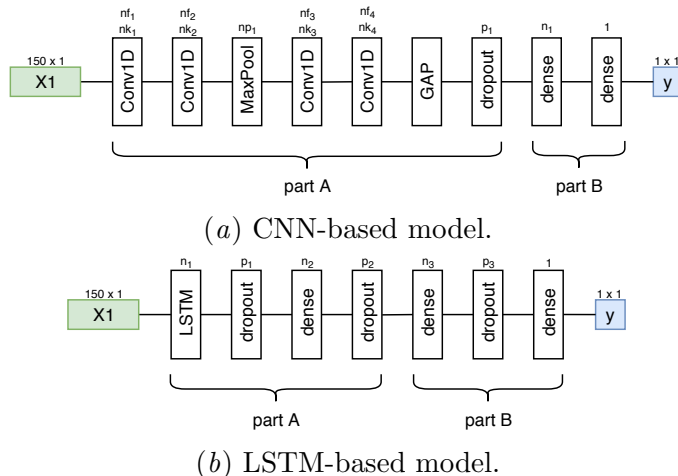 nf₁ nf₂ nf₃ nf₄
150 x 1 nk₁ nk₂ np₁ nk₃ nk₄ p₁ n₁ 1 1 x 1
X1 Conv1D Conv1D MaxPool Conv1D Conv1D GAP dropout dense dense y
part A part B
(a) CNN-based model.
150 x 1 n₁ p₁ n₂ p₂ n₃ p₃ 1 1 x 1
X1 LSTM dropout dense dropout dense dropout dense y
part A part B
(b) LSTM-based model.